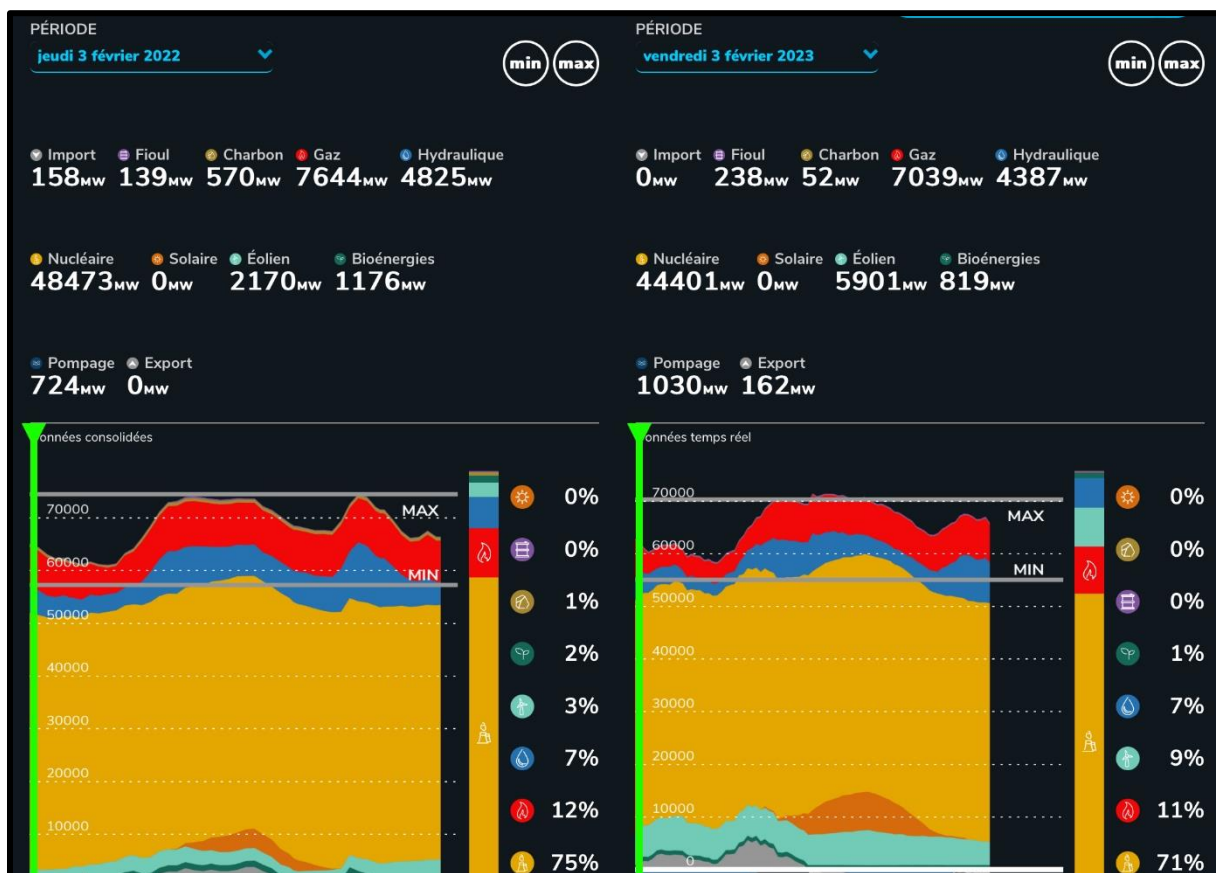 PÉRIODE
jeudi 3 février 2022
min max
Import Fioul Charbon Gaz Hydraulique
158MW 139MW 570MW 7644MW 4825MW
Nucléaire Solaire Éolien Bioénergies
48473MW 0MW 2170MW 1176MW
Pompage Export
724MW 0MW
onnées consolidées
70000
MAX
60000
MIN
50000
40000
30000
20000
10000
0%
0%
1%
2%
3%
7%
12%
75%
PÉRIODE
vendredi 3 février 2023
min max
Import Fioul Charbon Gaz Hydraulique
0MW 238MW 52MW 7039MW 4387MW
Nucléaire Solaire Éolien Bioénergies
44401MW 0MW 5901MW 819MW
Pompage Export
1030MW 162MW
onnées temps réel
70000
MAX
60000
MIN
50000
40000
30000
20000
10000
0
0%
0%
0%
1%
7%
9%
11%
71%